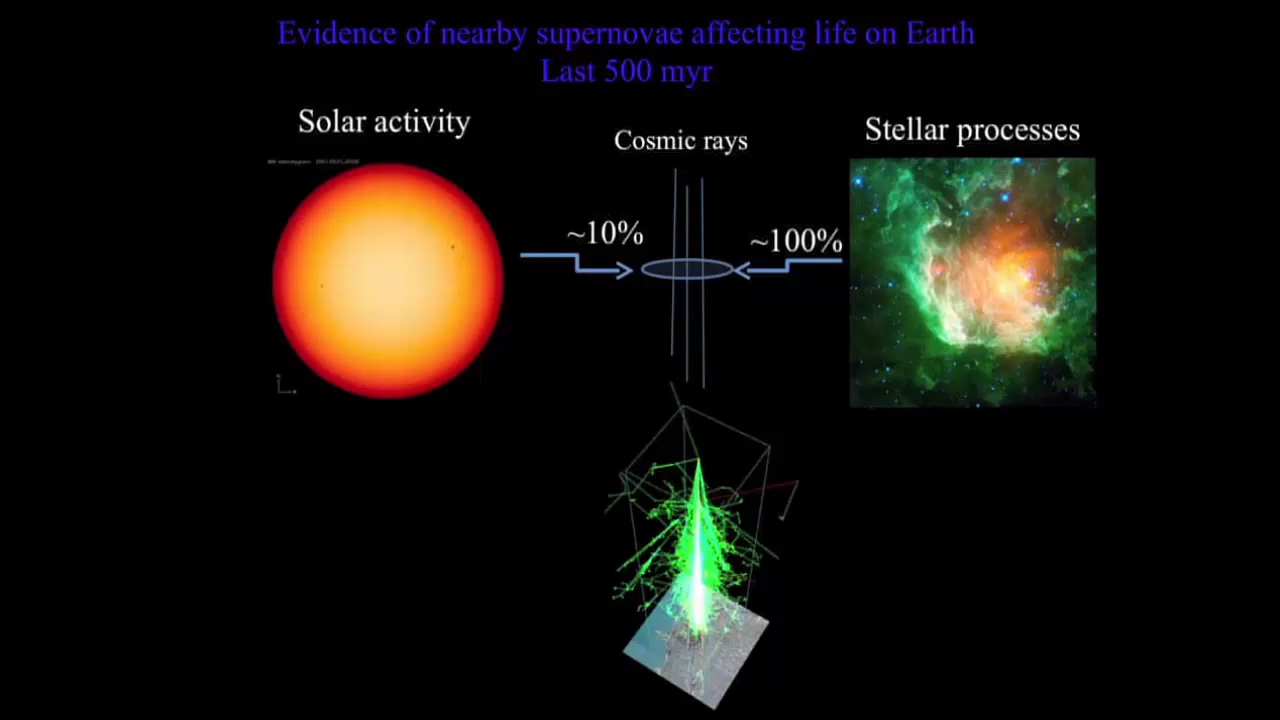 Evidence of nearby supernovae affecting life on Earth
Last 500 myr
Solar activity
Cosmic rays
Stellar processes
~10%
~100%